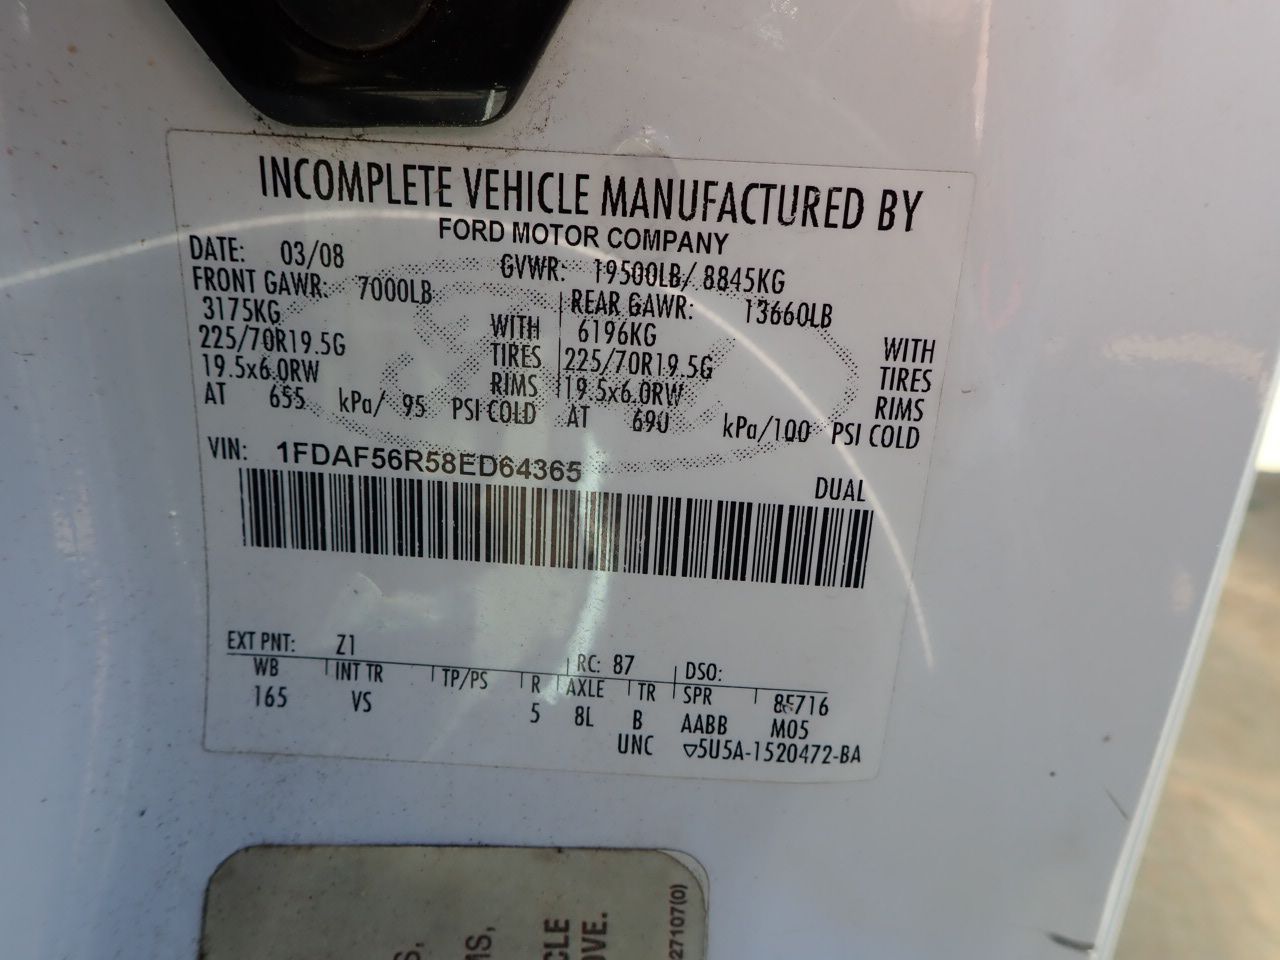 INCOMPLETE VEHICLE MANUFACTURED BY
FORD MOTOR COMPANY
DATE: 03/08 GVWR: 19500LB/ 8845KG
FRONT GAWR: 7000LB REAR GAWR: 13660LB
3175KG WITH 6196KG WITH
225/70R19.5G TIRES 225/70R19.5G TIRES
19.5x6.0RW RIMS 19.5x6.0RW RIMS
AT 655 kPa/ 95 PSI COLD AT 690 kPa/100 PSI COLD
VIN: 1FDAF56R58ED64365
DUAL
EXT PNT: Z1 RC: 87 DSO:
WB INT TR TP/PS R AXLE TR SPR
165 VS 5 8L B AABB M05
UNC ▽5U5A-1520472-BA
CLE
OVE.
27107(0)